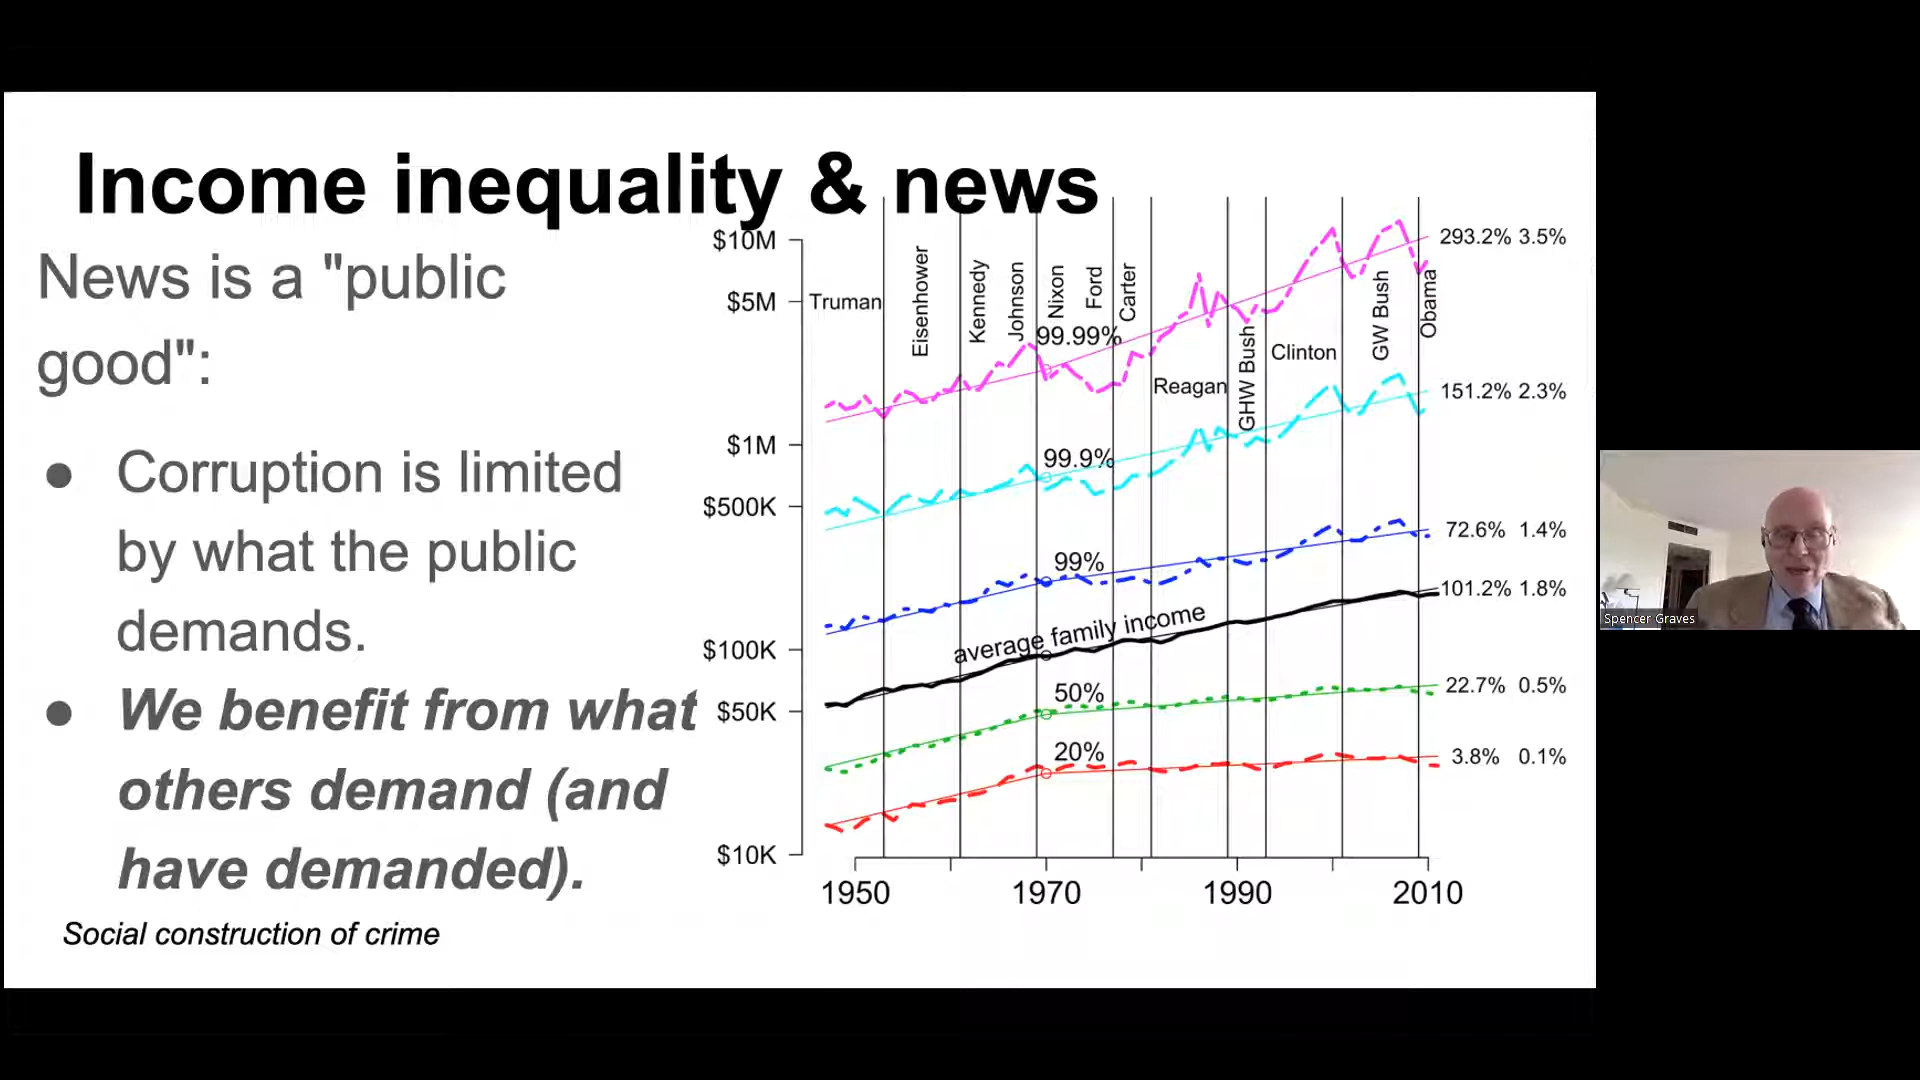 Income inequality & news
News is a "public
good":
● Corruption is limited
by what the public
demands.
● We benefit from what
others demand (and
have demanded).
Social construction of crime
$10M
$5M
$1M
$500K
$100K
$50K
$10K
Truman
Eisenhower
Kennedy
Johnson
Nixon
Ford
Carter
Reagan
GHW Bush
Clinton
GW Bush
Obama
99.99%
99.9%
99%
average family income
50%
20%
293.2% 3.5%
151.2% 2.3%
72.6% 1.4%
101.2% 1.8%
22.7% 0.5%
3.8% 0.1%
1950 1970 1990 2010
Spencer Graves